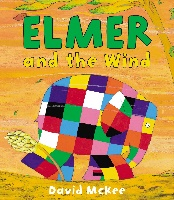 ELMER
and the Wind
David McKee